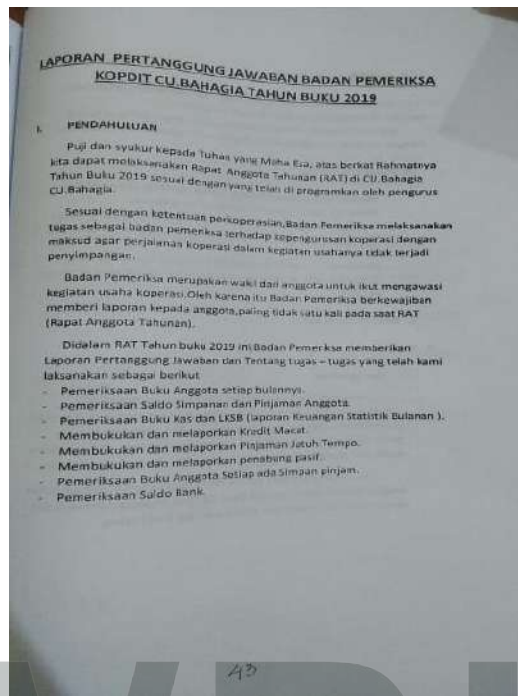 LAPORAN PERTANGGUNG JAWABAN BADAN PEMERIKSA
KOPDIT CU.BAHAGIA TAHUN BUKU 2019
I. PENDAHULUAN
Puji dan syukur kepada Tuhan yang Maha Esa, atas berkat Rahmatnya
kita dapat melaksanakan Rapat Anggota Tahunan (RAT) di CU.Bahagia
Tahun Buku 2019 sesuai dengan yang telah di programkan oleh pengurus
CU.Bahagia.
Sesuai dengan ketentuan perkoperasian,Badan Pemeriksa melaksanakan
tugas sebagai badan pemeriksa terhadap kepengurusan koperasi dengan
maksud agar perjalanan koperasi dalam kegiatan usahanya tidak terjadi
penyimpangan.
Badan Pemeriksa merupakan wakil dari anggota untuk ikut mengawasi
kegiatan usaha koperasi.Oleh karena itu Badan Pemeriksa berkewajiban
memberi laporan kepada anggota,paling tidak satu kali pada saat RAT
(Rapat Anggota Tahunan).
Didalam RAT Tahun buku 2019 ini Badan Pemeriksa memberikan
Laporan Pertanggung Jawaban dan Tentang tugas – tugas yang telah kami
laksanakan sebagai berikut
- Pemeriksaan Buku Anggota setiap bulannya.
- Pemeriksaan Saldo Simpanan dan Pinjaman Anggota.
- Pemeriksaan Buku Kas dan LKSB (laporan Keuangan Statistik Bulanan ).
- Membukukan dan melaporkan Kredit Macat.
- Membukukan dan melaporkan Pinjaman Jatuh Tempo.
- Membukukan dan melaporkan penabung pasif.
- Pemeriksaan Buku Anggota Setiap ada Simpan pinjam.
- Pemeriksaan Saldo Bank.
43